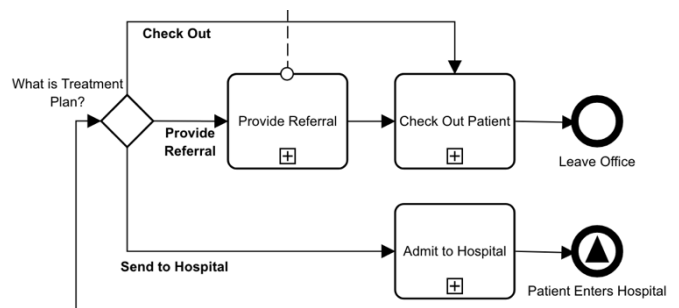 Check Out
What is Treatment
Plan?
Provide Referral
Check Out Patient
Provide
Referral
Leave Office
Admit to Hospital
Send to Hospital
Patient Enters Hospital